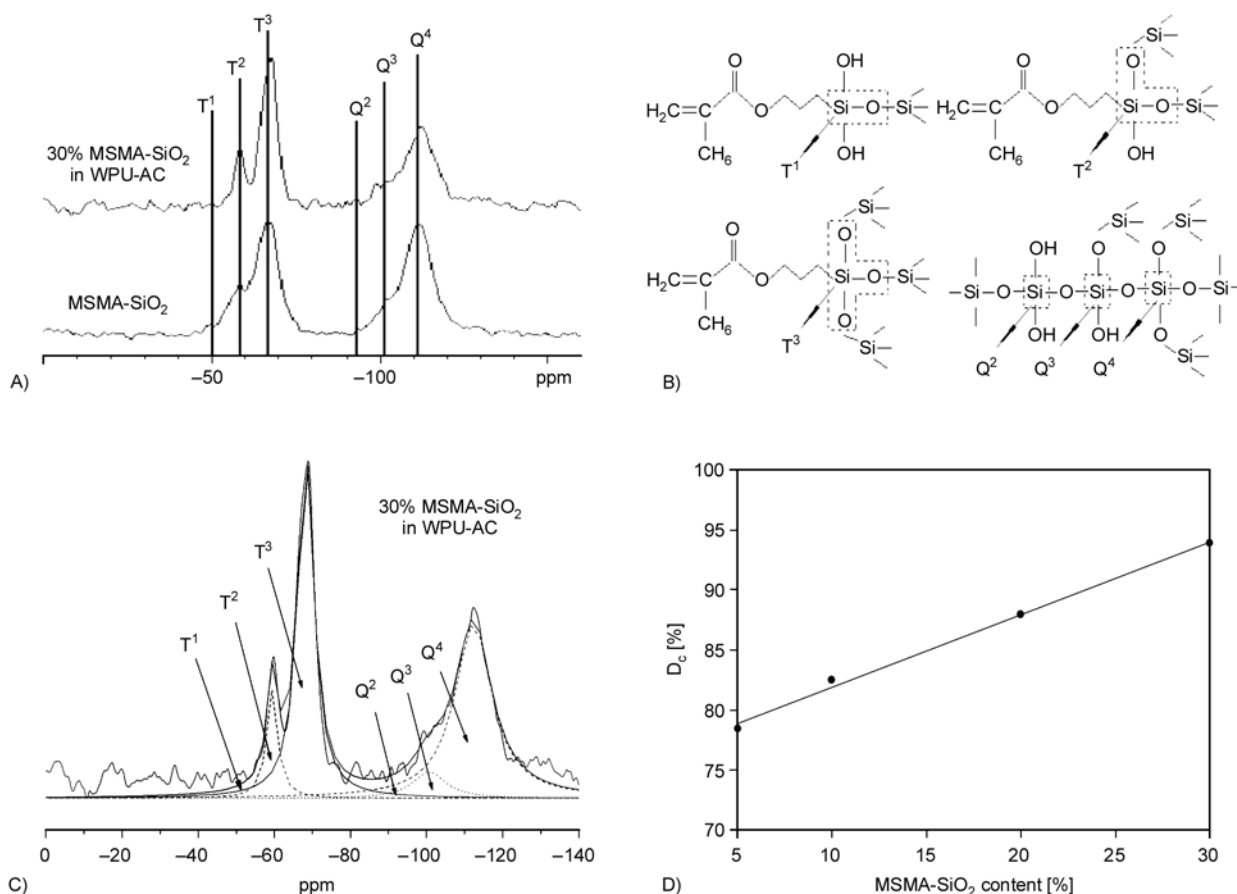 T¹ T² T³ Q² Q³ Q⁴
30% MSMA-SiO₂
in WPU-AC
MSMA-SiO₂
–50 –100 ppm
A)
O OH
H₂C O Si O Si
CH₆ T¹ OH
Si
O O
H₂C O Si O Si
CH₆ T² OH
Si
O O
H₂C O Si O Si
CH₆ O
T³ Si
Si Si
OH O O
Si O Si O Si O Si O Si
OH OH O
Q² Q³ Q⁴ Si
B)
30% MSMA-SiO₂
in WPU-AC
T³
T²
T¹
Q⁴
Q³
Q²
0 –20 –40 –60 –80 –100 –120 –140
ppm
C)
100
95
90
85
80
75
70
D_c [%]
5 10 20 30
MSMA-SiO₂ content [%]
D)